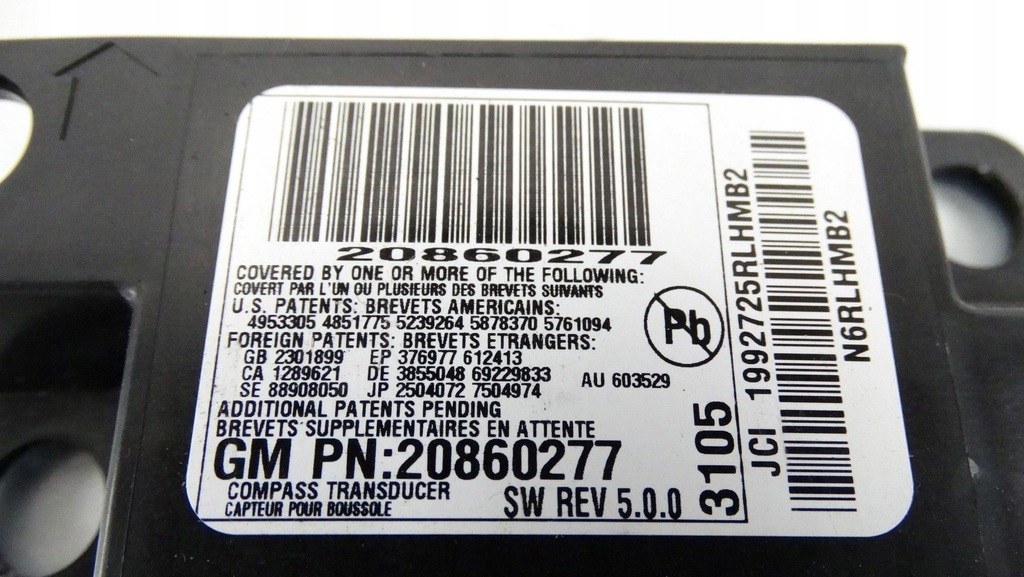 20860277
COVERED BY ONE OR MORE OF THE FOLLOWING:
COVERT PAR L'UN OU PLUSIEURS DES BREVETS SUIVANTS
U.S. PATENTS: BREVETS AMERICAINS:
4953305 4851775 5239264 5878370 5761094
FOREIGN PATENTS: BREVETS ETRANGERS:
GB 2301899 EP 376977 612413
CA 1289621 DE 3855048 69229833 AU 603529
SE 88908050 JP 2504072 7504974
ADDITIONAL PATENTS PENDING
BREVETS SUPPLEMENTAIRES EN ATTENTE
GM PN:20860277
COMPASS TRANSDUCER
CAPTEUR POUR BOUSSOLE
SW REV 5.0.0
Pb
3105
JCI 1992725RLHMB2
N6RLHMB2